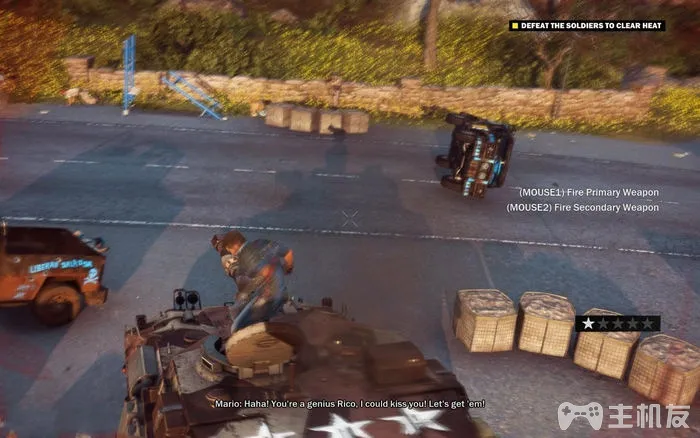 DEFEAT THE SOLDIERS TO CLEAR HEAT
(MOUSE1) Fire Primary Weapon
(MOUSE2) Fire Secondary Weapon
Mario: Haha! You're a genius Rico, I could kiss you! Let's get 'em!
主机友